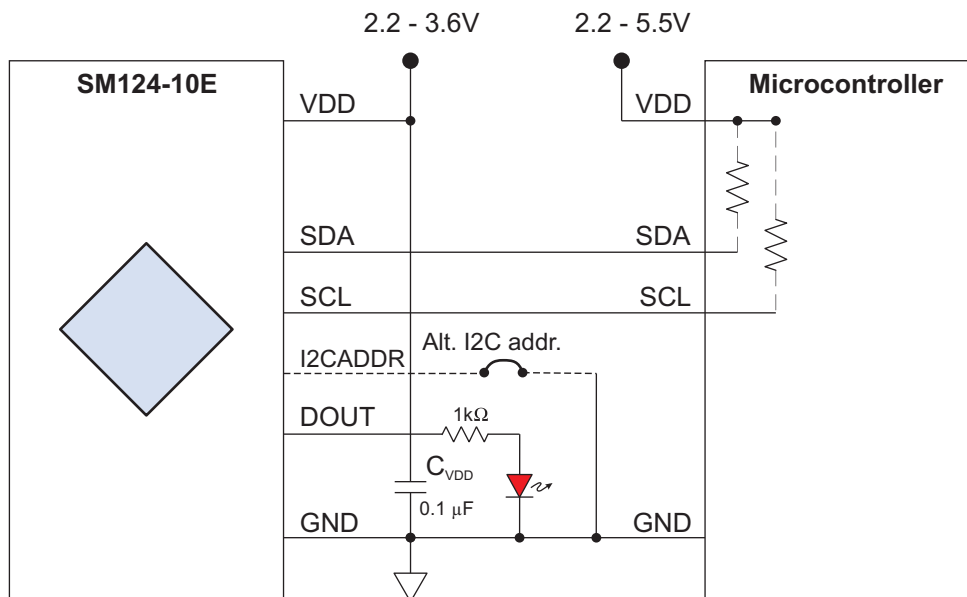 2.2 - 3.6V
2.2 - 5.5V
SM124-10E
Microcontroller
VDD
VDD
SDA
SDA
SCL
SCL
I2CADDR
Alt. I2C addr.
DOUT
1kΩ
CVDD
0.1 μF
GND
GND